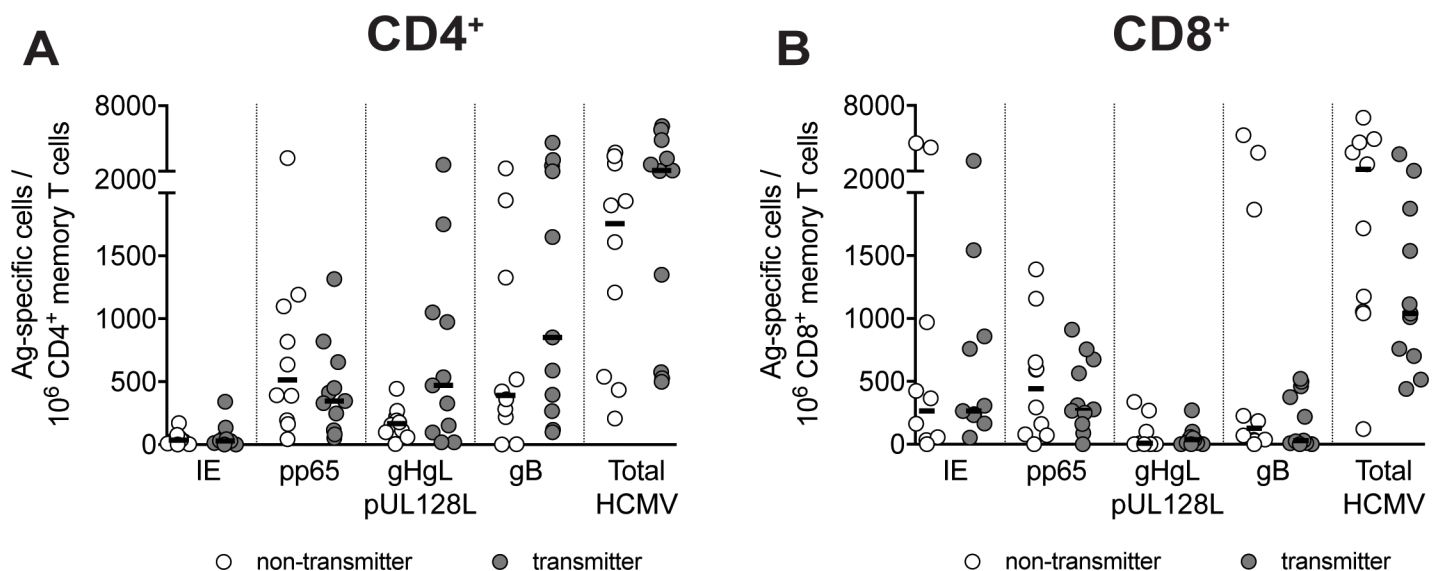 A
CD4⁺
Ag-specific cells /
10⁶ CD4⁺ memory T cells
8000
2000
1500
1000
500
0
IE
pp65
gHgL
pUL128L
gB
Total
HCMV
non-transmitter
transmitter
B
CD8⁺
Ag-specific cells /
10⁶ CD8⁺ memory T cells
8000
2000
1500
1000
500
0
IE
pp65
gHgL
pUL128L
gB
Total
HCMV
non-transmitter
transmitter